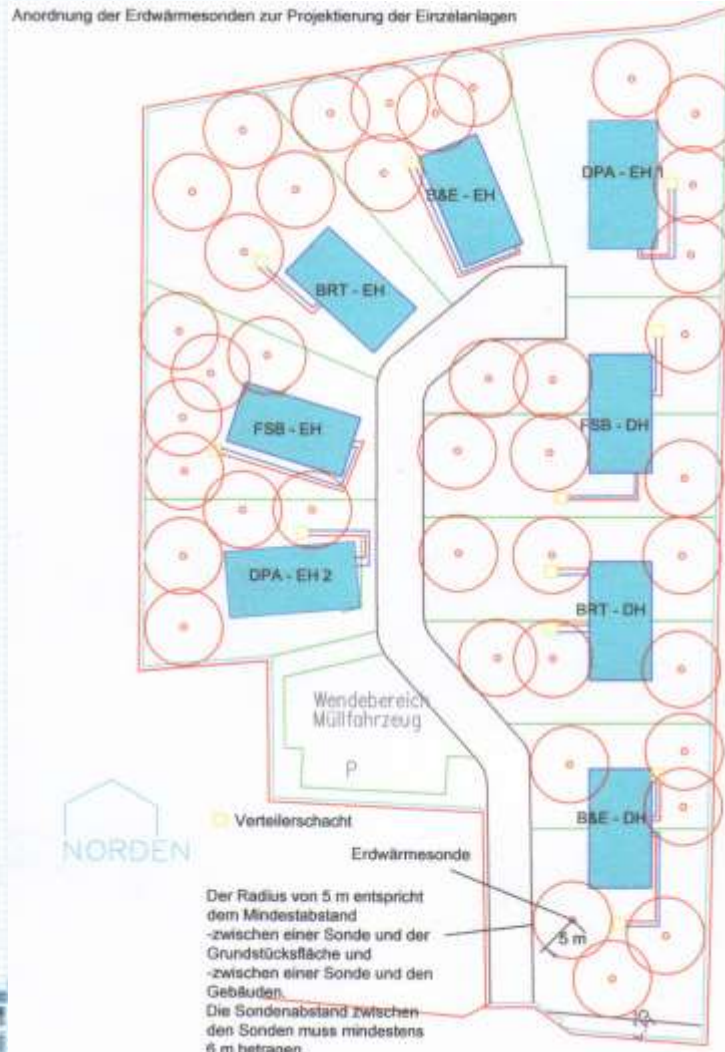 Anordnung der Erdwärmesonden zur Projektierung der Einzelanlagen
DPA - EH 1
B&E - EH
BRT - EH
FSB - EH
FSB - DH
DPA - EH 2
BRT - DH
Wendebereich
Müllfahrzeug
P
B&E - DH
NORDEN
Verteilerschacht
Erdwärmesonde
5 m
Der Radius von 5 m entspricht
dem Mindestabstand
-zwischen einer Sonde und der
Grundstücksfläche und
-zwischen einer Sonde und den
Gebäuden.
Die Sondenabstand zwischen
den Sonden muss mindestens
6 m betragen